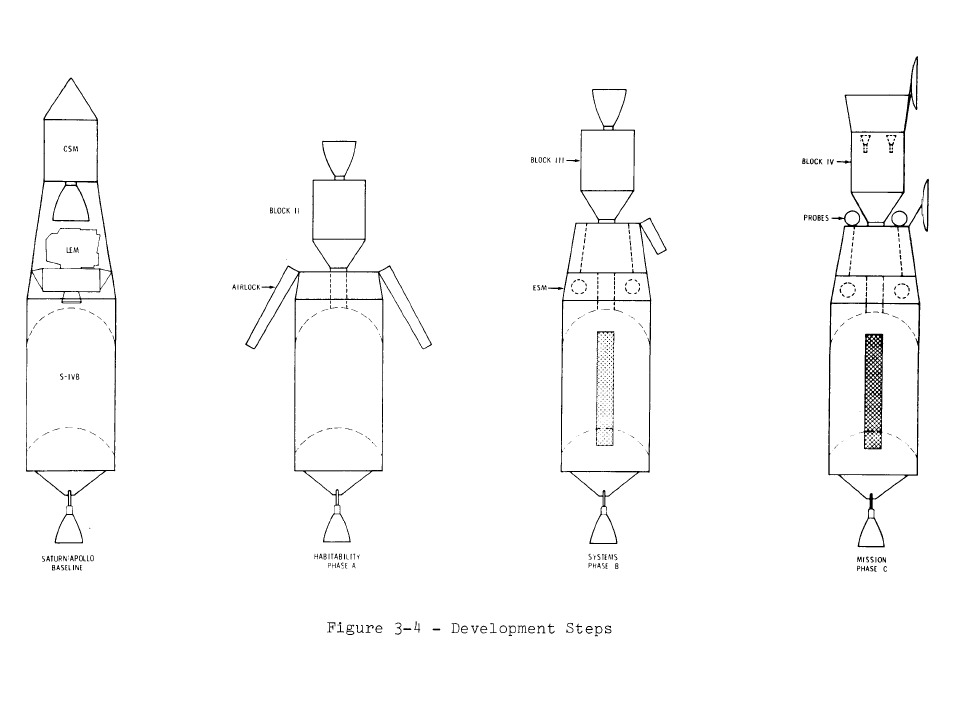 CSM
LEM
S-IVB
SATURN/APOLLO
BASELINE
BLOCK II
AIRLOCK
HABITABILITY
PHASE A
BLOCK III
ESM
SYSTEMS
PHASE B
BLOCK IV
PROBES
MISSION
PHASE C
Figure 3-4 - Development Steps